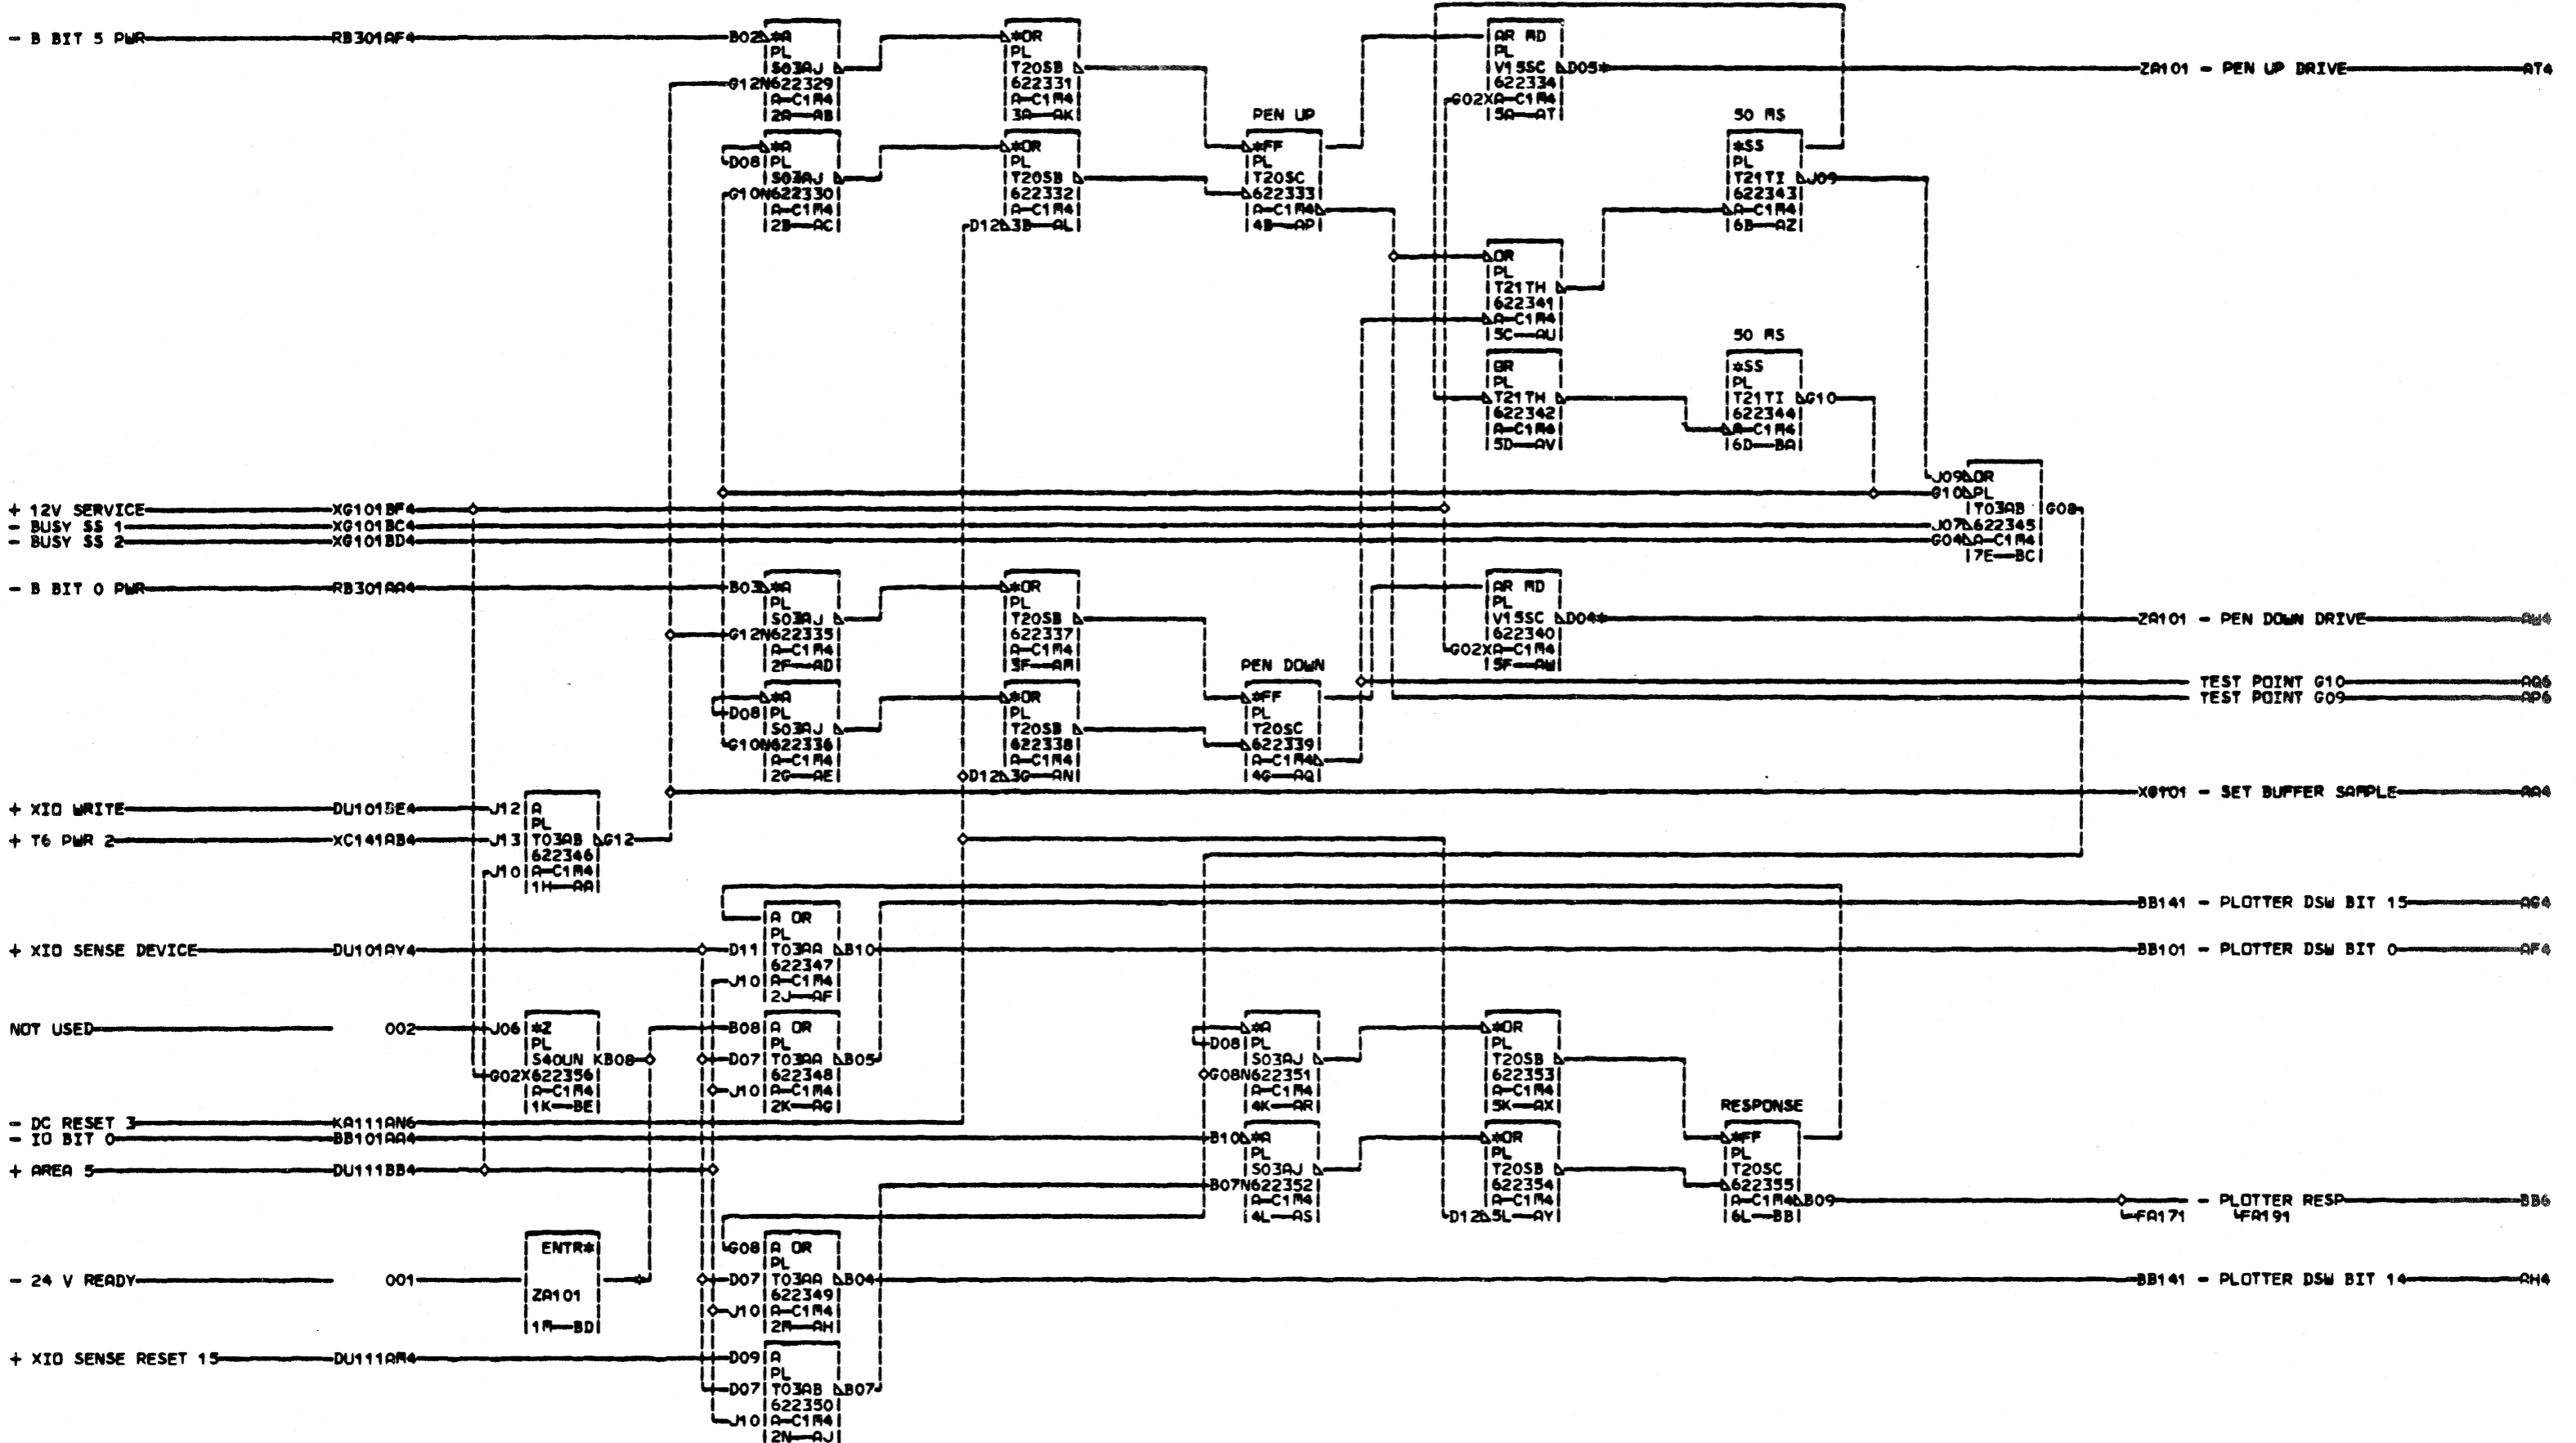 - B BIT 5 PWR RB301AF4 B02 *A *OR AR MD
PL PL PL
S03AJ T20SB V15SC D05* ZA101 - PEN UP DRIVE AT4
G12N622329 622331 622334
A-C1M4 A-C1M4 G02XA-C1M4
2A--AB 3A--AK PEN UP 5A--AT 50 MS
*A *OR *FF *SS
D08 PL PL PL PL
S03AJ T20SB T20SC T21TI J09
G10N622330 622332 622333 622343
A-C1M4 A-C1M4 A-C1M4 A-C1M4
2B--AC D12 3B--AL 4B--AP 6B--AZ
OR
PL
T21TH
622341
A-C1M4
5C--AU 50 MS
OR *SS
PL PL
T21TH T21TI G10
622342 622344
A-C1M4 A-C1M4
5D--AV 6D--BA
J09 OR
G10 PL
+ 12V SERVICE XG101BF4 T03AB G08
- BUSY SS 1 XG101BC4 J07 622345
- BUSY SS 2 XG101BD4 G04 A-C1M4
7E--BC
- B BIT 0 PWR RB301AA4 B03 *A *OR AR MD
PL PL PL
S03AJ T20SB V15SC D04* ZA101 - PEN DOWN DRIVE AW4
G12N622335 622337 622340
A-C1M4 A-C1M4 G02XA-C1M4
2F--AD 3F--AM PEN DOWN 5F--AW
TEST POINT G10 AQ6
*A *OR *FF TEST POINT G09 AP6
D08 PL PL PL
S03AJ T20SB T20SC
G10N622336 622338 622339
A-C1M4 A-C1M4 A-C1M4
2G--AE D12 3G--AN 4G--AQ
XG101 - SET BUFFER SAMPLE AA4
+ XIO WRITE DU101BE4 J12 A
PL
+ T6 PWR 2 XC141AB4 J13 T03AB G12
622346
J10 A-C1M4
1H--AA
BB141 - PLOTTER DSW BIT 15 AG4
A OR
PL
+ XIO SENSE DEVICE DU101AY4 D11 T03AA B10 BB101 - PLOTTER DSW BIT 0 AF4
622347
J10 A-C1M4
2J--AF
NOT USED 002 J06 *Z B08 A OR *A *OR
PL PL D08 PL PL
S40UN KB08 D07 T03AA B05 S03AJ T20SB
G02X622356 622348 G08N622351 622353
A-C1M4 J10 A-C1M4 A-C1M4 A-C1M4
1K--BE 2K--AG 4K--AR 5K--AX RESPONSE
- DC RESET 3 KA111AN6
- IO BIT 0 BB101AA4 B10 *A *OR *FF
PL PL PL
+ AREA 5 DU111BB4 S03AJ T20SB T20SC
B07N622352 622354 622355
A-C1M4 A-C1M4 A-C1M4 B09 - PLOTTER RESP BB6
4L--AS D12 5L--AY 6L--BB FA171 FA191
ENTR* G08 A OR
PL
- 24 V READY 001 D07 T03AA B04 BB141 - PLOTTER DSW BIT 14 AH4
ZA101 622349
J10 A-C1M4
1M--BD 2M--AH
+ XIO SENSE RESET 15 DU111AM4 D09 A
PL
D07 T03AB B07
622350
J10 A-C1M4
2N--AJ